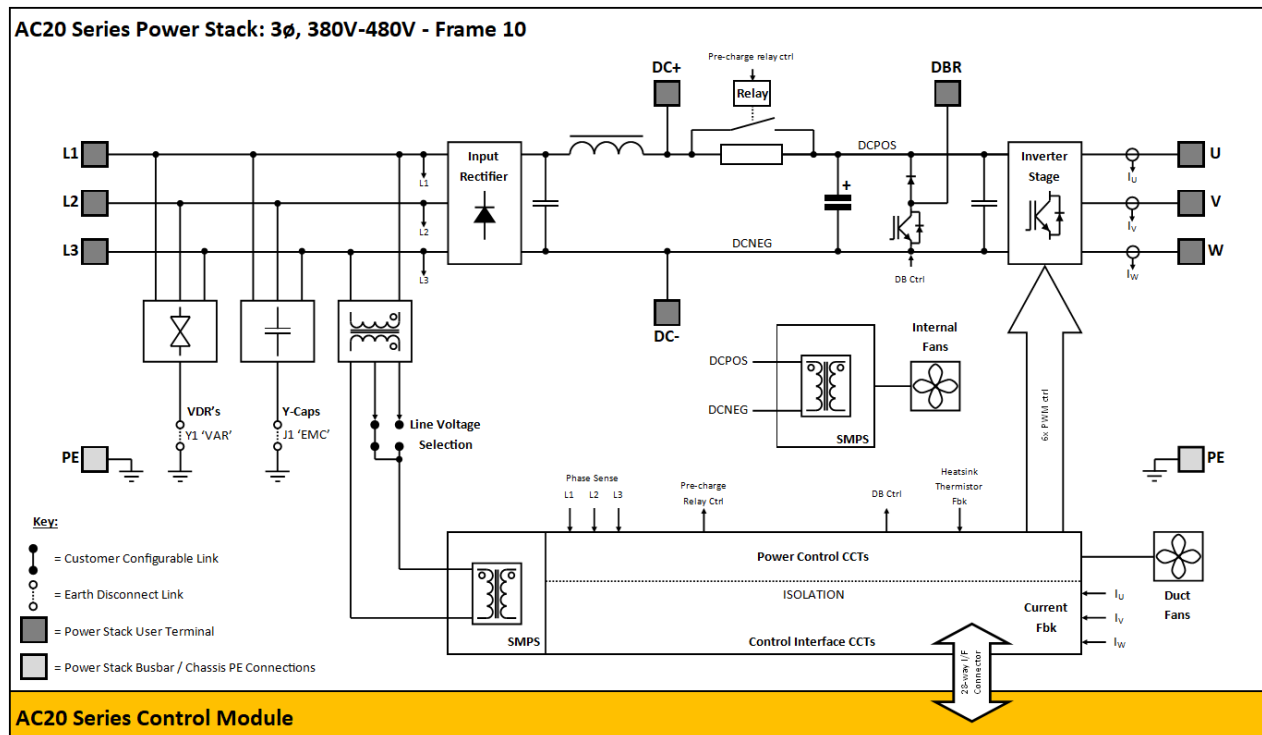 AC20 Series Power Stack: 3ø, 380V-480V - Frame 10
DC+
Pre-charge relay ctrl
Relay
DBR
L1
L2
L3
L1
L2
L3
Input
Rectifier
DCPOS
+
DCNEG
DB Ctrl
Inverter
Stage
IU
IV
IW
U
V
W
DC-
VDR's
Y1 'VAR'
Y-Caps
J1 'EMC'
Line Voltage
Selection
DCPOS
DCNEG
SMPS
Internal
Fans
6x PWM ctrl
PE
PE
Key:
= Customer Configurable Link
= Earth Disconnect Link
= Power Stack User Terminal
= Power Stack Busbar / Chassis PE Connections
Phase Sense
L1 L2 L3
Pre-charge
Relay Ctrl
DB Ctrl
Heatsink
Thermistor
Fbk
SMPS
Power Control CCTs
ISOLATION
Control Interface CCTs
Current
Fbk
IU
IV
IW
Duct
Fans
28-way I/F
Connector
AC20 Series Control Module